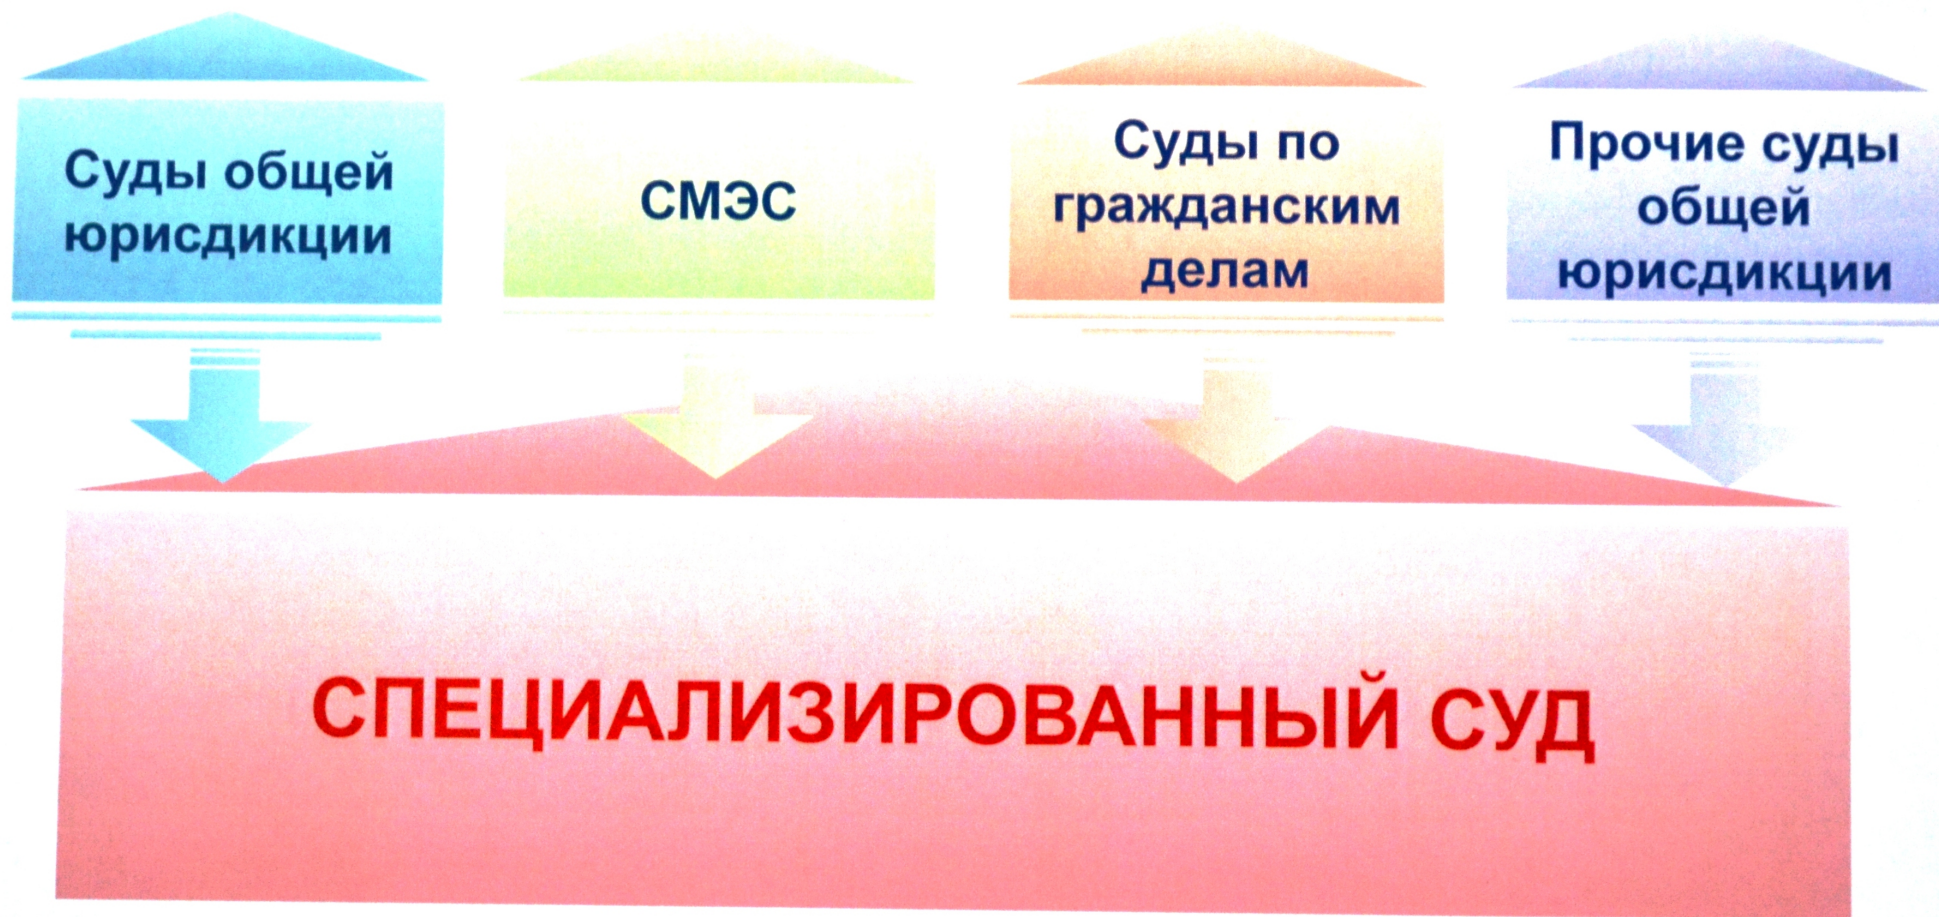 Суды общей
юрисдикции
СМЭС
Суды по
гражданским
делам
Прочие суды
общей
юрисдикции
СПЕЦИАЛИЗИРОВАННЫЙ СУД